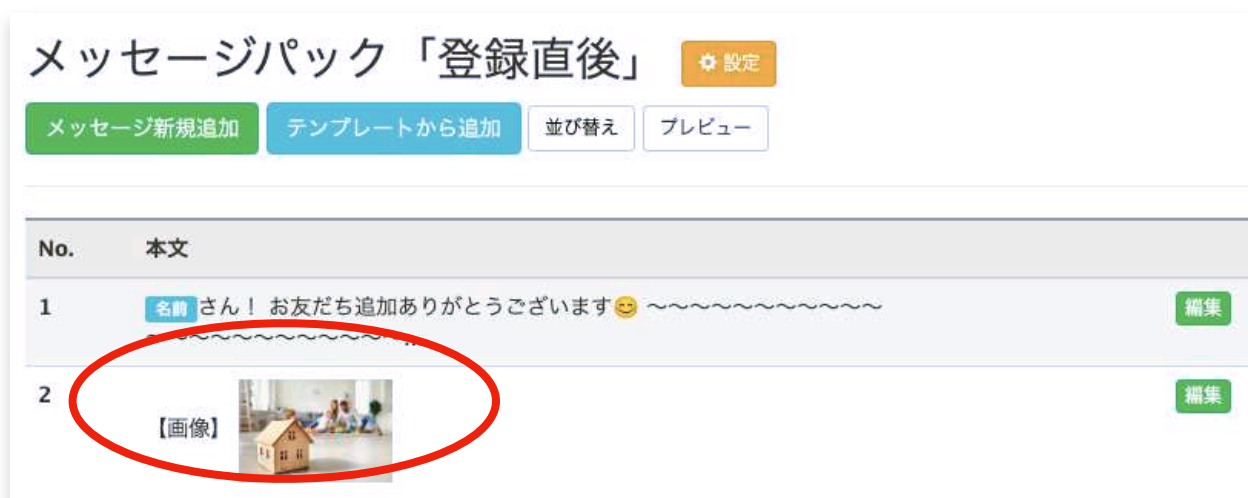 メッセージパック「登録直後」 設定
メッセージ新規追加 テンプレートから追加 並び替え プレビュー
No. 本文
1 名前 さん！ お友だち追加ありがとうございます😊 〜〜〜〜〜〜〜〜〜〜〜 編集
〜〜〜〜〜〜〜〜〜〜〜〜..
2 【画像】 編集